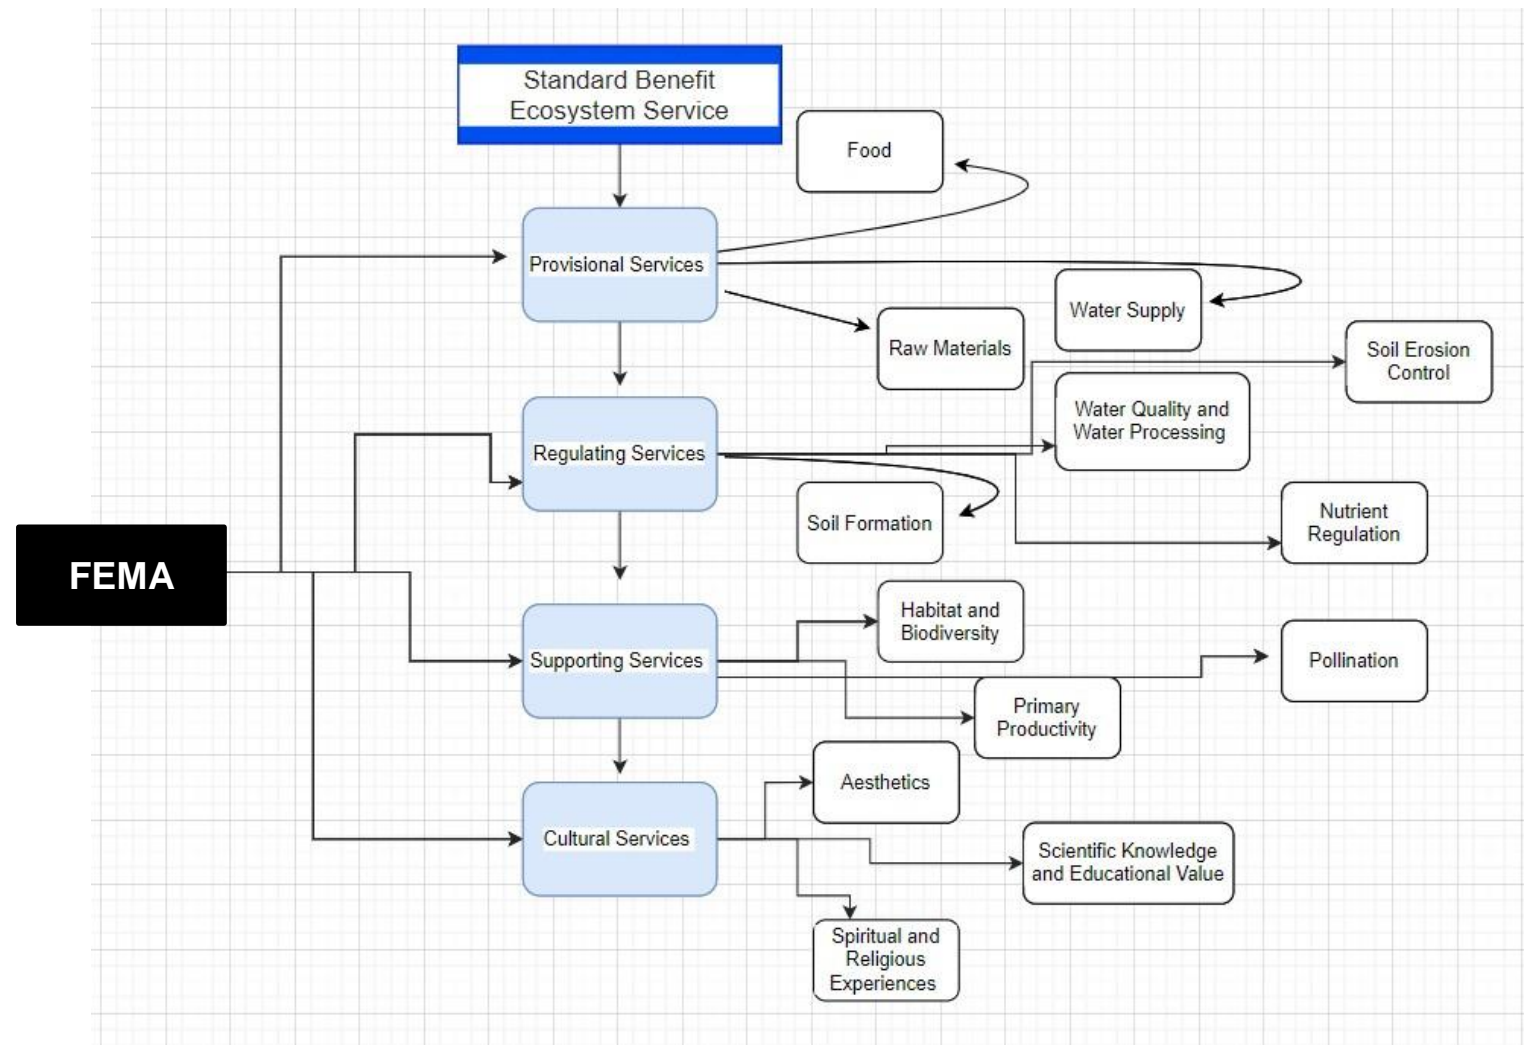 Standard Benefit
Ecosystem Service
Food
Provisional Services
Water Supply
Raw Materials
Soil Erosion
Control
Water Quality and
Water Processing
Regulating Services
Soil Formation
Nutrient
Regulation
FEMA
Habitat and
Biodiversity
Supporting Services
Pollination
Primary
Productivity
Aesthetics
Cultural Services
Scientific Knowledge
and Educational Value
Spiritual and
Religious
Experiences